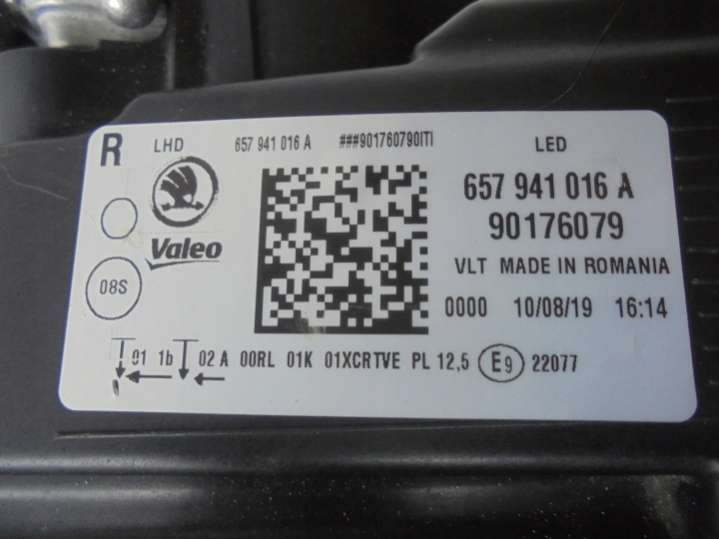 R LHD 657 941 016 A ###901760790ITI LED
657 941 016 A
90176079
Valeo
VLT MADE IN ROMANIA
08S
0000 10/08/19 16:14
01 1b 02 A 00RL 01K 01XCRTVE PL 12,5 E9 22077